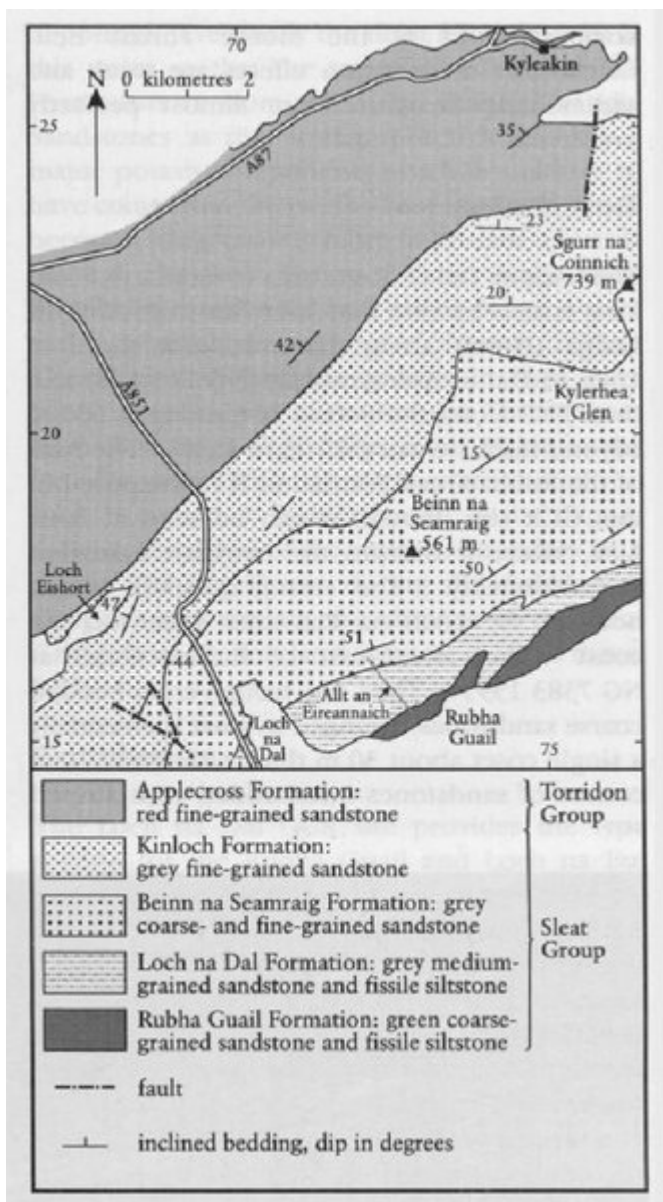 70
Kyleakin
N
0 kilometres 2
25
35
A87
23
Sgurr na
Coinnich
739 m
20
42
Kylerhea
Glen
A851
20
15
Beinn na
Seamraig
561 m
50
Loch
Eishort
47
51
44
Allt an
Eireannaich
Loch
na
Dal
Rubha
Guail
15
75
Applecross Formation:
red fine-grained sandstone
Torridon
Group
Kinloch Formation:
grey fine-grained sandstone
Beinn na Seamraig Formation: grey
coarse- and fine-grained sandstone
Sleat
Group
Loch na Dal Formation: grey medium-
grained sandstone and fissile siltstone
Rubha Guail Formation: green coarse-
grained sandstone and fissile siltstone
fault
inclined bedding, dip in degrees